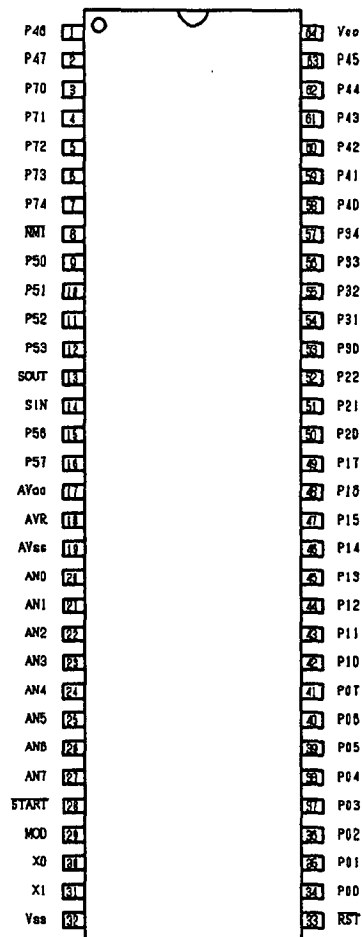 P46 1 64 Vcc
P47 2 63 P45
P70 3 62 P44
P71 4 61 P43
P72 5 60 P42
P73 6 59 P41
P74 7 58 P40
NMI 8 57 P34
P50 9 56 P33
P51 10 55 P32
P52 11 54 P31
P53 12 53 P30
SOUT 13 52 P22
SIN 14 51 P21
P56 15 50 P20
P57 16 49 P17
AVcc 17 48 P16
AVR 18 47 P15
AVss 19 46 P14
AN0 20 45 P13
AN1 21 44 P12
AN2 22 43 P11
AN3 23 42 P10
AN4 24 41 P07
AN5 25 40 P06
AN6 26 39 P05
AN7 27 38 P04
START 28 37 P03
MOD 29 36 P02
X0 30 35 P01
X1 31 34 P00
Vss 32 33 RST